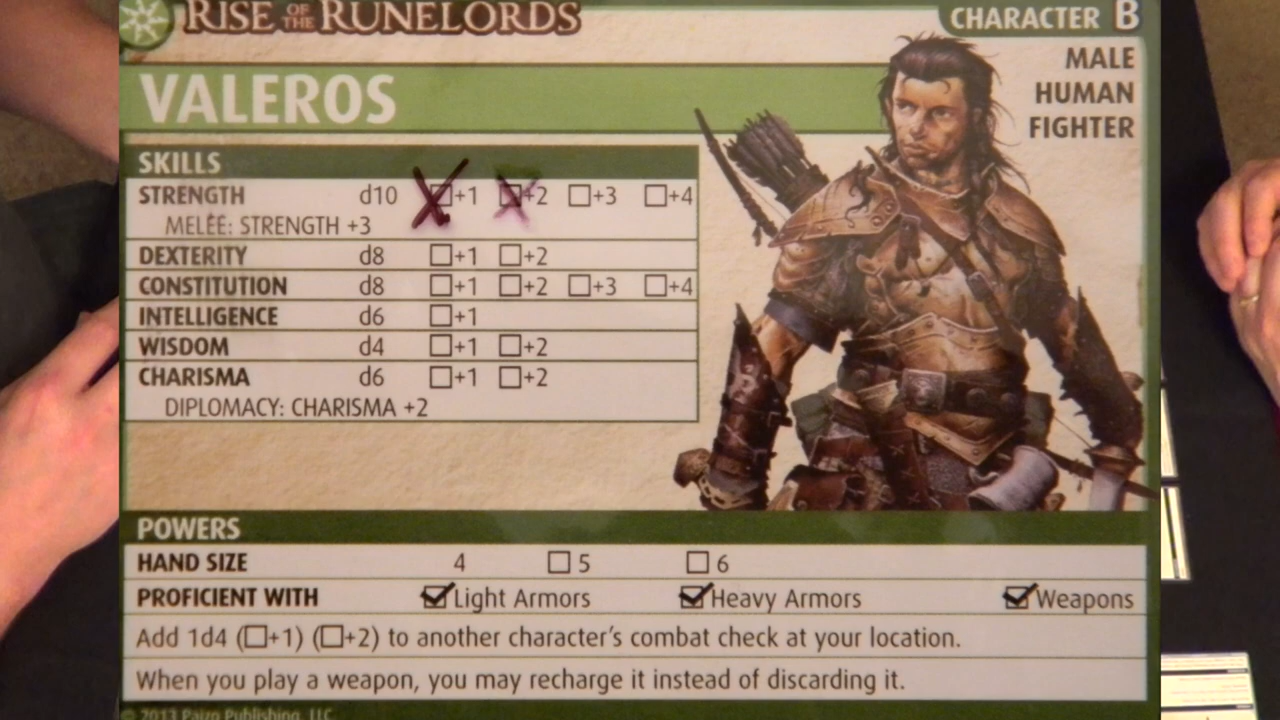 RISE OF THE RUNELORDS
CHARACTER B
MALE
HUMAN
FIGHTER
VALEROS
SKILLS
STRENGTH d10 +1 +2 +3 +4
MELEE: STRENGTH +3
DEXTERITY d8 +1 +2
CONSTITUTION d8 +1 +2 +3 +4
INTELLIGENCE d6 +1
WISDOM d4 +1 +2
CHARISMA d6 +1 +2
DIPLOMACY: CHARISMA +2
POWERS
HAND SIZE 4 5 6
PROFICIENT WITH Light Armors Heavy Armors Weapons
Add 1d4 (+1) (+2) to another character's combat check at your location.
When you play a weapon, you may recharge it instead of discarding it.
© 2013 Paizo Publishing, LLC